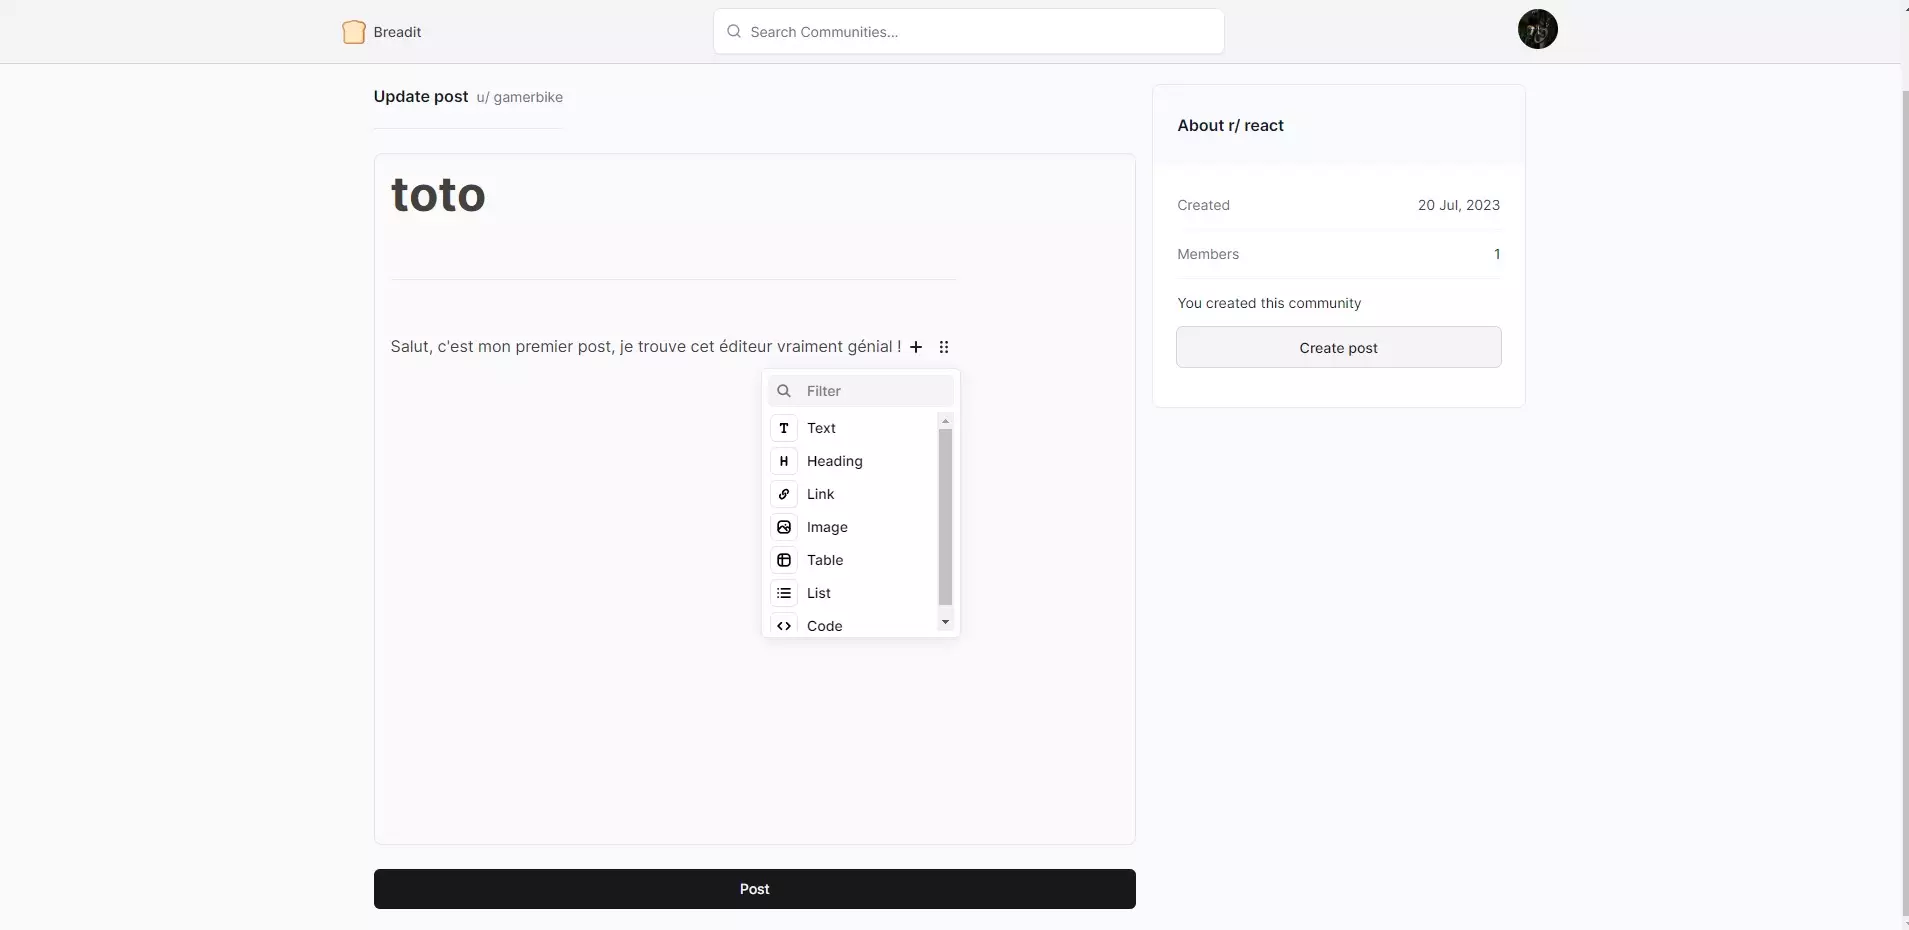 Breadit
Search Communities...
Update post u/ gamerbike
toto
Salut, c'est mon premier post, je trouve cet éditeur vraiment génial !
Filter
Text
Heading
Link
Image
Table
List
Code
Post
About r/ react
Created 20 Jul, 2023
Members 1
You created this community
Create post